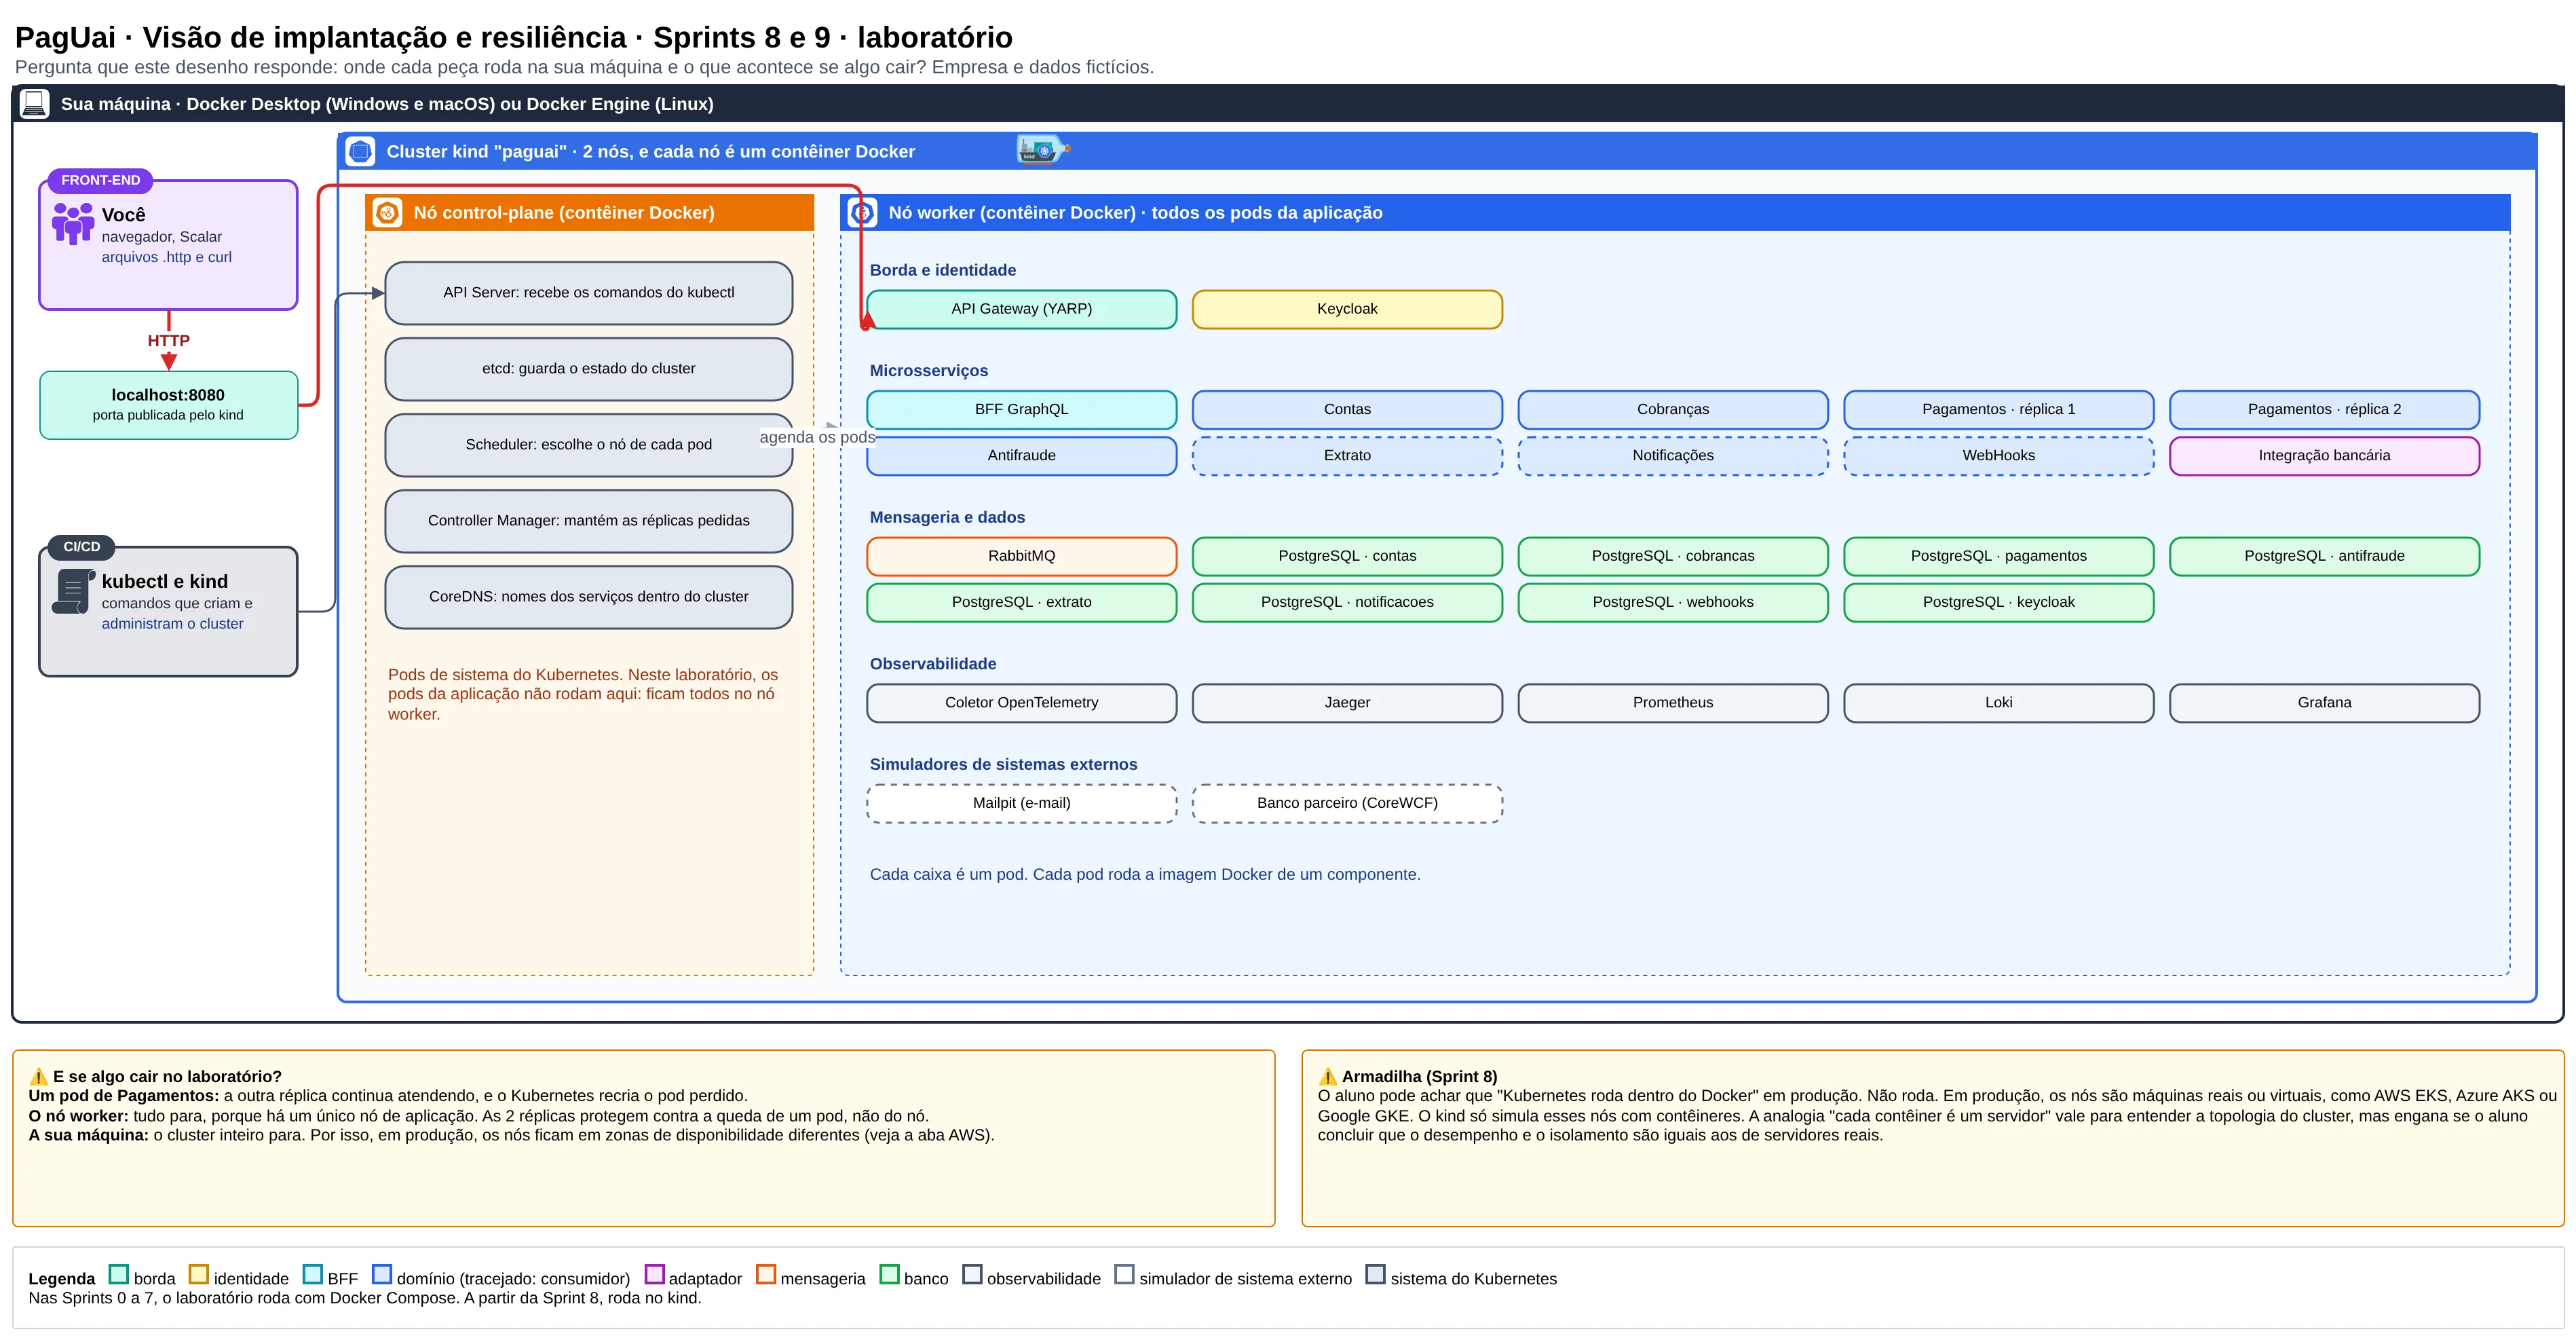 PagUai · Visão de implantação e resiliência · Sprints 8 e 9 · laboratório
Pergunta que este desenho responde: onde cada peça roda na sua máquina e o que acontece se algo cair? Empresa e dados fictícios.
Sua máquina · Docker Desktop (Windows e macOS) ou Docker Engine (Linux)
Cluster kind "paguai" · 2 nós, e cada nó é um contêiner Docker
FRONT-END
Você
navegador, Scalar
arquivos .http e curl
HTTP
localhost:8080
porta publicada pelo kind
CI/CD
kubectl e kind
comandos que criam e
administram o cluster
Nó control-plane (contêiner Docker)
API Server: recebe os comandos do kubectl
etcd: guarda o estado do cluster
Scheduler: escolhe o nó de cada pod
Controller Manager: mantém as réplicas pedidas
CoreDNS: nomes dos serviços dentro do cluster
Pods de sistema do Kubernetes. Neste laboratório, os
pods da aplicação não rodam aqui: ficam todos no nó
worker.
agenda os pods
Nó worker (contêiner Docker) · todos os pods da aplicação
Borda e identidade
API Gateway (YARP)
Keycloak
Microsserviços
BFF GraphQL
Contas
Cobranças
Pagamentos · réplica 1
Pagamentos · réplica 2
Antifraude
Extrato
Notificações
WebHooks
Integração bancária
Mensageria e dados
RabbitMQ
PostgreSQL · contas
PostgreSQL · cobrancas
PostgreSQL · pagamentos
PostgreSQL · antifraude
PostgreSQL · extrato
PostgreSQL · notificacoes
PostgreSQL · webhooks
PostgreSQL · keycloak
Observabilidade
Coletor OpenTelemetry
Jaeger
Prometheus
Loki
Grafana
Simuladores de sistemas externos
Mailpit (e-mail)
Banco parceiro (CoreWCF)
Cada caixa é um pod. Cada pod roda a imagem Docker de um componente.
⚠️ E se algo cair no laboratório?
Um pod de Pagamentos: a outra réplica continua atendendo, e o Kubernetes recria o pod perdido.
O nó worker: tudo para, porque há um único nó de aplicação. As 2 réplicas protegem contra a queda de um pod, não do nó.
A sua máquina: o cluster inteiro para. Por isso, em produção, os nós ficam em zonas de disponibilidade diferentes (veja a aba AWS).
⚠️ Armadilha (Sprint 8)
O aluno pode achar que "Kubernetes roda dentro do Docker" em produção. Não roda. Em produção, os nós são máquinas reais ou virtuais, como AWS EKS, Azure AKS ou
Google GKE. O kind só simula esses nós com contêineres. A analogia "cada contêiner é um servidor" vale para entender a topologia do cluster, mas engana se o aluno
concluir que o desempenho e o isolamento são iguais aos de servidores reais.
Legenda borda identidade BFF domínio (tracejado: consumidor) adaptador mensageria banco observabilidade simulador de sistema externo sistema do Kubernetes
Nas Sprints 0 a 7, o laboratório roda com Docker Compose. A partir da Sprint 8, roda no kind.